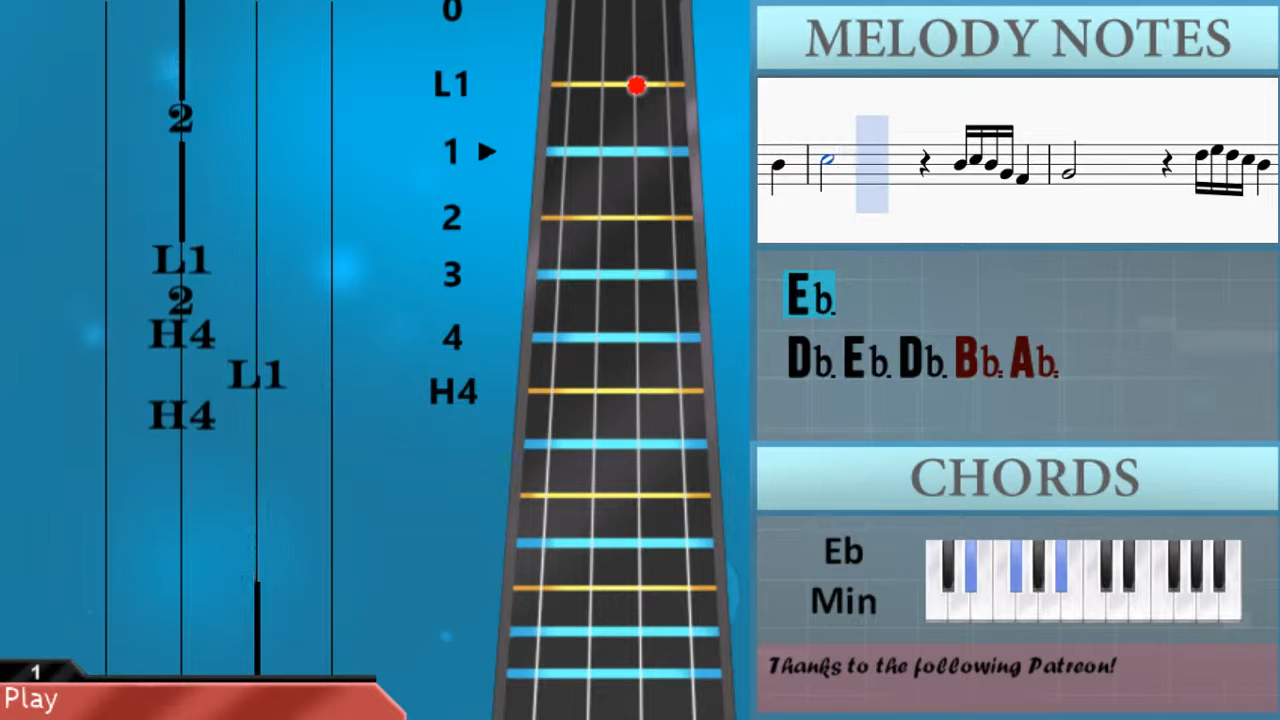 2
L1
2
H4
L1
H4
1
Play
0
L1
1
2
3
4
H4
MELODY NOTES
Eb.
Db. Eb. Db. Bb: Ab:
CHORDS
Eb
Min
Thanks to the following Patreon!